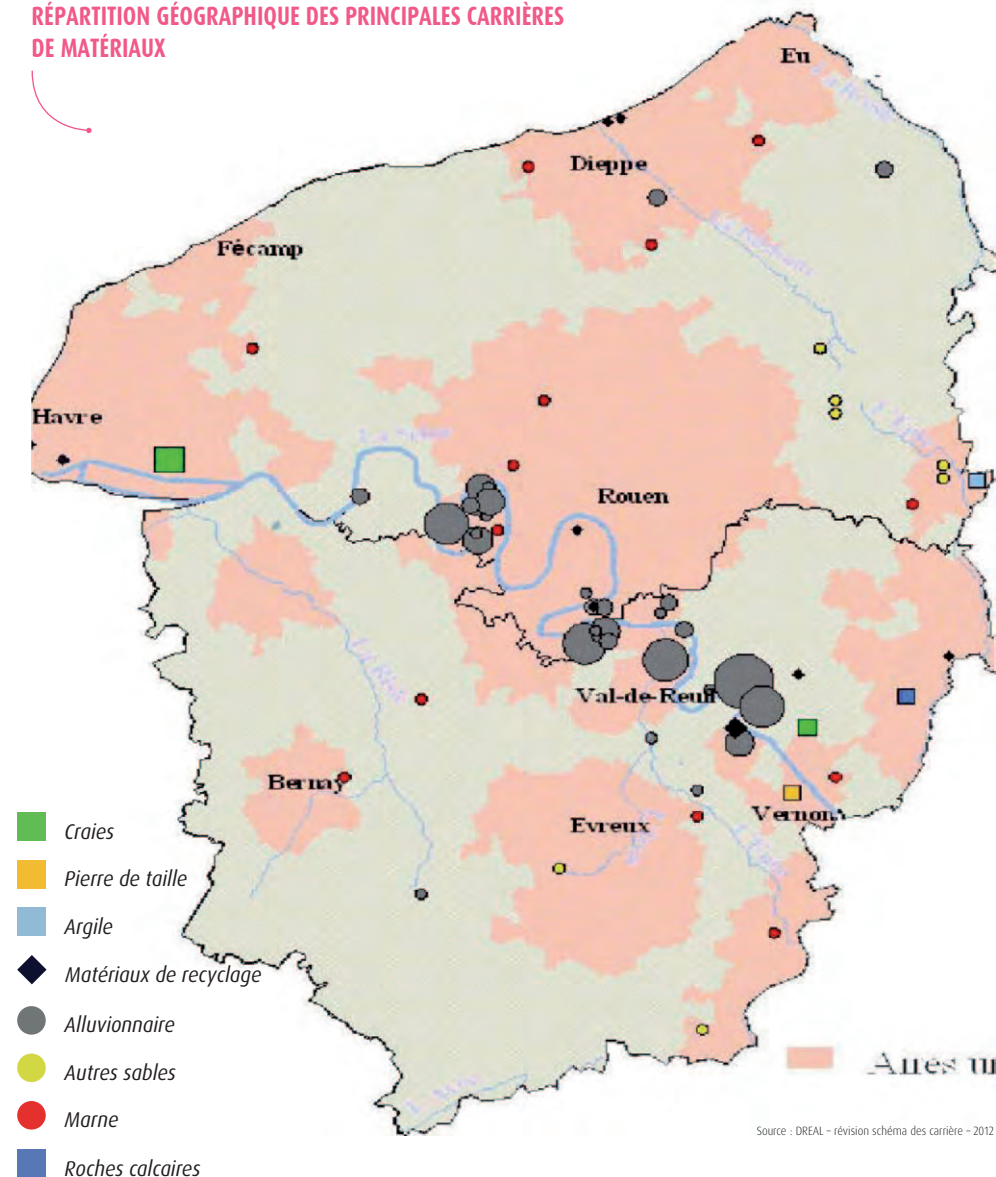 RÉPARTITION GÉOGRAPHIQUE DES PRINCIPALES CARRIÈRES
DE MATÉRIAUX
Eu
Dieppe
Fécamp
Havre
Rouen
Val-de-Reuil
Bernay
Evreux
Vernon
Craies
Pierre de taille
Argile
Matériaux de recyclage
Alluvionnaire
Autres sables
Marne
Roches calcaires
Aires
Source : DREAL – révision schéma des carrière – 2012